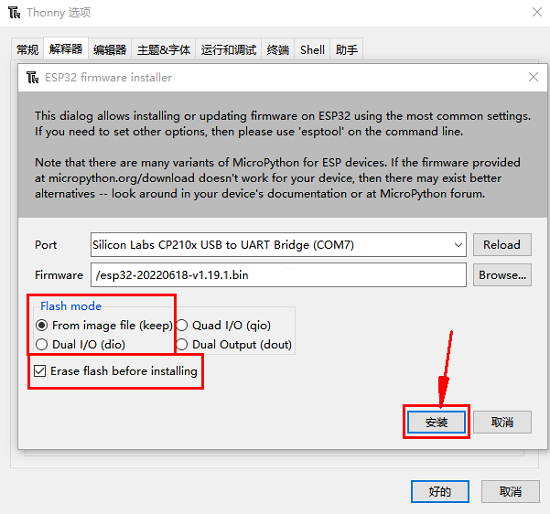 Thonny 选项
常规 解释器 编辑器 主题&字体 运行和调试 终端 Shell 助手
ESP32 firmware installer
This dialog allows installing or updating firmware on ESP32 using the most common settings.
If you need to set other options, then please use 'esptool' on the command line.
Note that there are many variants of MicroPython for ESP devices. If the firmware provided
at micropython.org/download doesn't work for your device, then there may exist better
alternatives -- look around in your device's documentation or at MicroPython forum.
Port Silicon Labs CP210x USB to UART Bridge (COM7) Reload
Firmware /esp32-20220618-v1.19.1.bin Browse...
Flash mode
From image file (keep) Quad I/O (qio)
Dual I/O (dio) Dual Output (dout)
Erase flash before installing
安装 取消
好的 取消